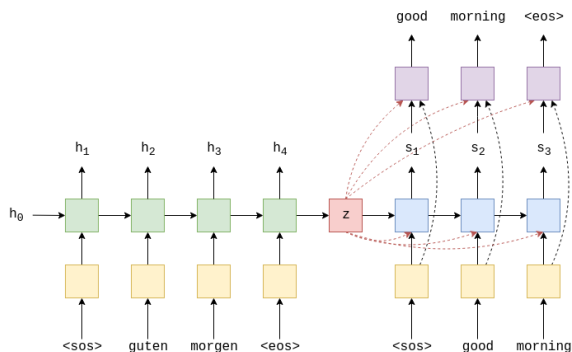 good morning <eos>
h1 h2 h3 h4 s1 s2 s3
h0 z
<sos> guten morgen <eos> <sos> good morning